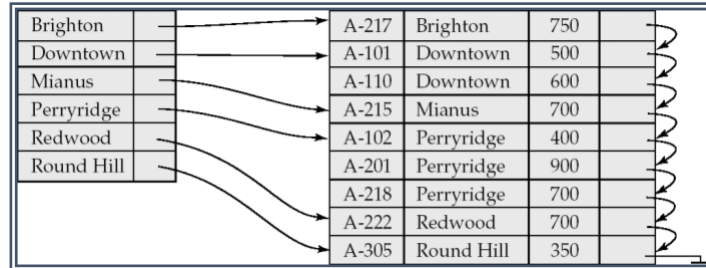 Brighton
Downtown
Mianus
Perryridge
Redwood
Round Hill
A-217 Brighton 750
A-101 Downtown 500
A-110 Downtown 600
A-215 Mianus 700
A-102 Perryridge 400
A-201 Perryridge 900
A-218 Perryridge 700
A-222 Redwood 700
A-305 Round Hill 350